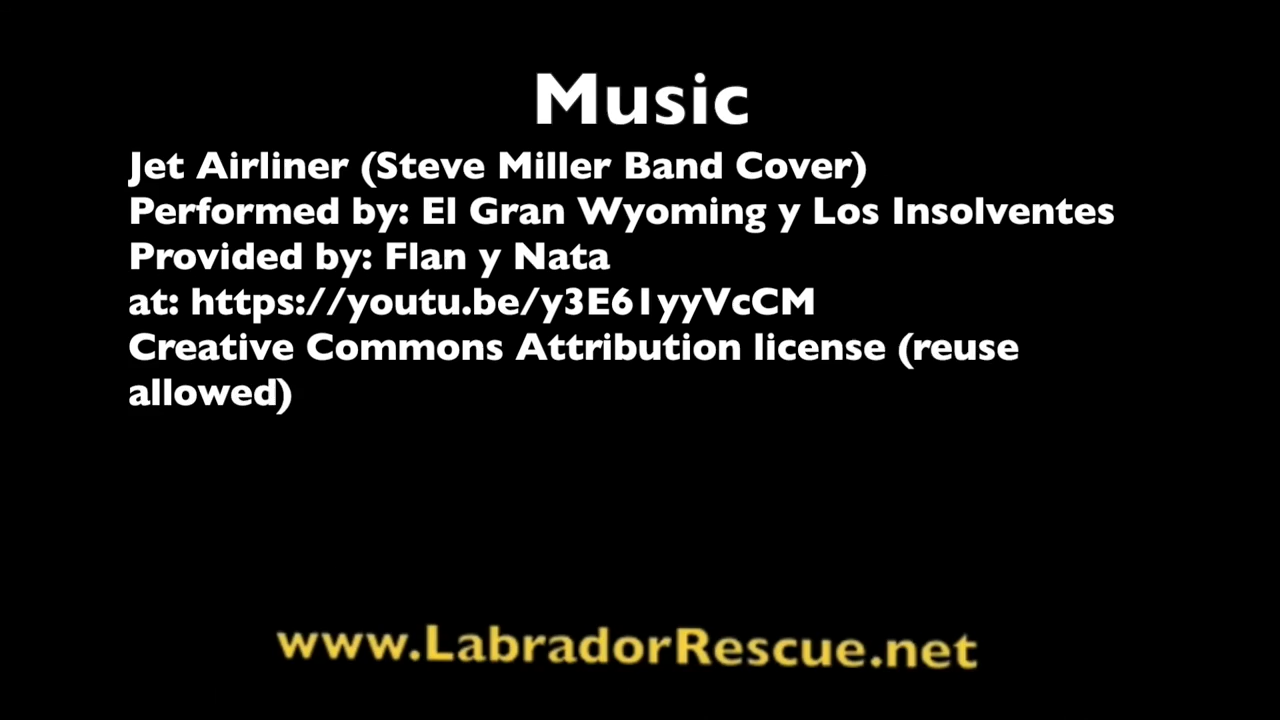 Music
Jet Airliner (Steve Miller Band Cover)
Performed by: El Gran Wyoming y Los Insolventes
Provided by: Flan y Nata
at: https://youtu.be/y3E61yyVcCM
Creative Commons Attribution license (reuse
allowed)
www.LabradorRescue.net